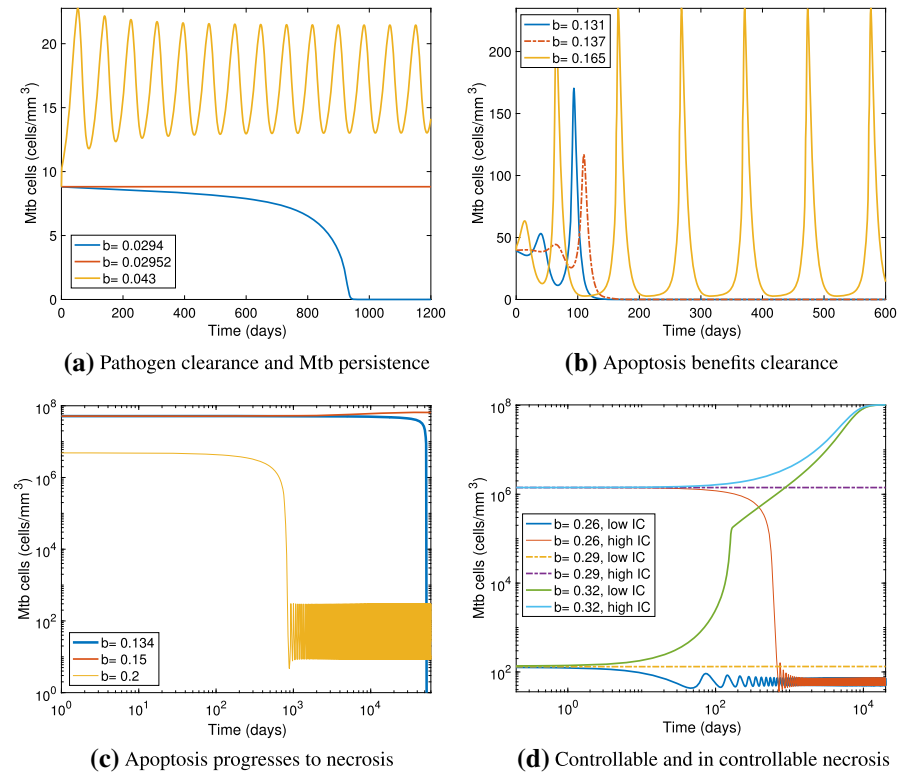 Mtb cells (cells/mm 3)
20
15
10
5
0
b= 0.0294
b= 0.02952
b= 0.043
0 200 400 600 800 1000 1200
Time (days)
(a) Pathogen clearance and Mtb persistence
Mtb cells (cells/mm 3)
200
150
100
50
0
b= 0.131
b= 0.137
b= 0.165
0 100 200 300 400 500 600
Time (days)
(b) Apoptosis benefits clearance
Mtb cells (cells/mm 3)
10^8
10^6
10^4
10^2
10^0
b= 0.134
b= 0.15
b= 0.2
10^0 10^1 10^2 10^3 10^4
Time (days)
(c) Apoptosis progresses to necrosis
Mtb cells (cells/mm 3)
10^8
10^6
10^4
10^2
b= 0.26, low IC
b= 0.26, high IC
b= 0.29, low IC
b= 0.29, high IC
b= 0.32, low IC
b= 0.32, high IC
10^0 10^2 10^4
Time (days)
(d) Controllable and in controllable necrosis